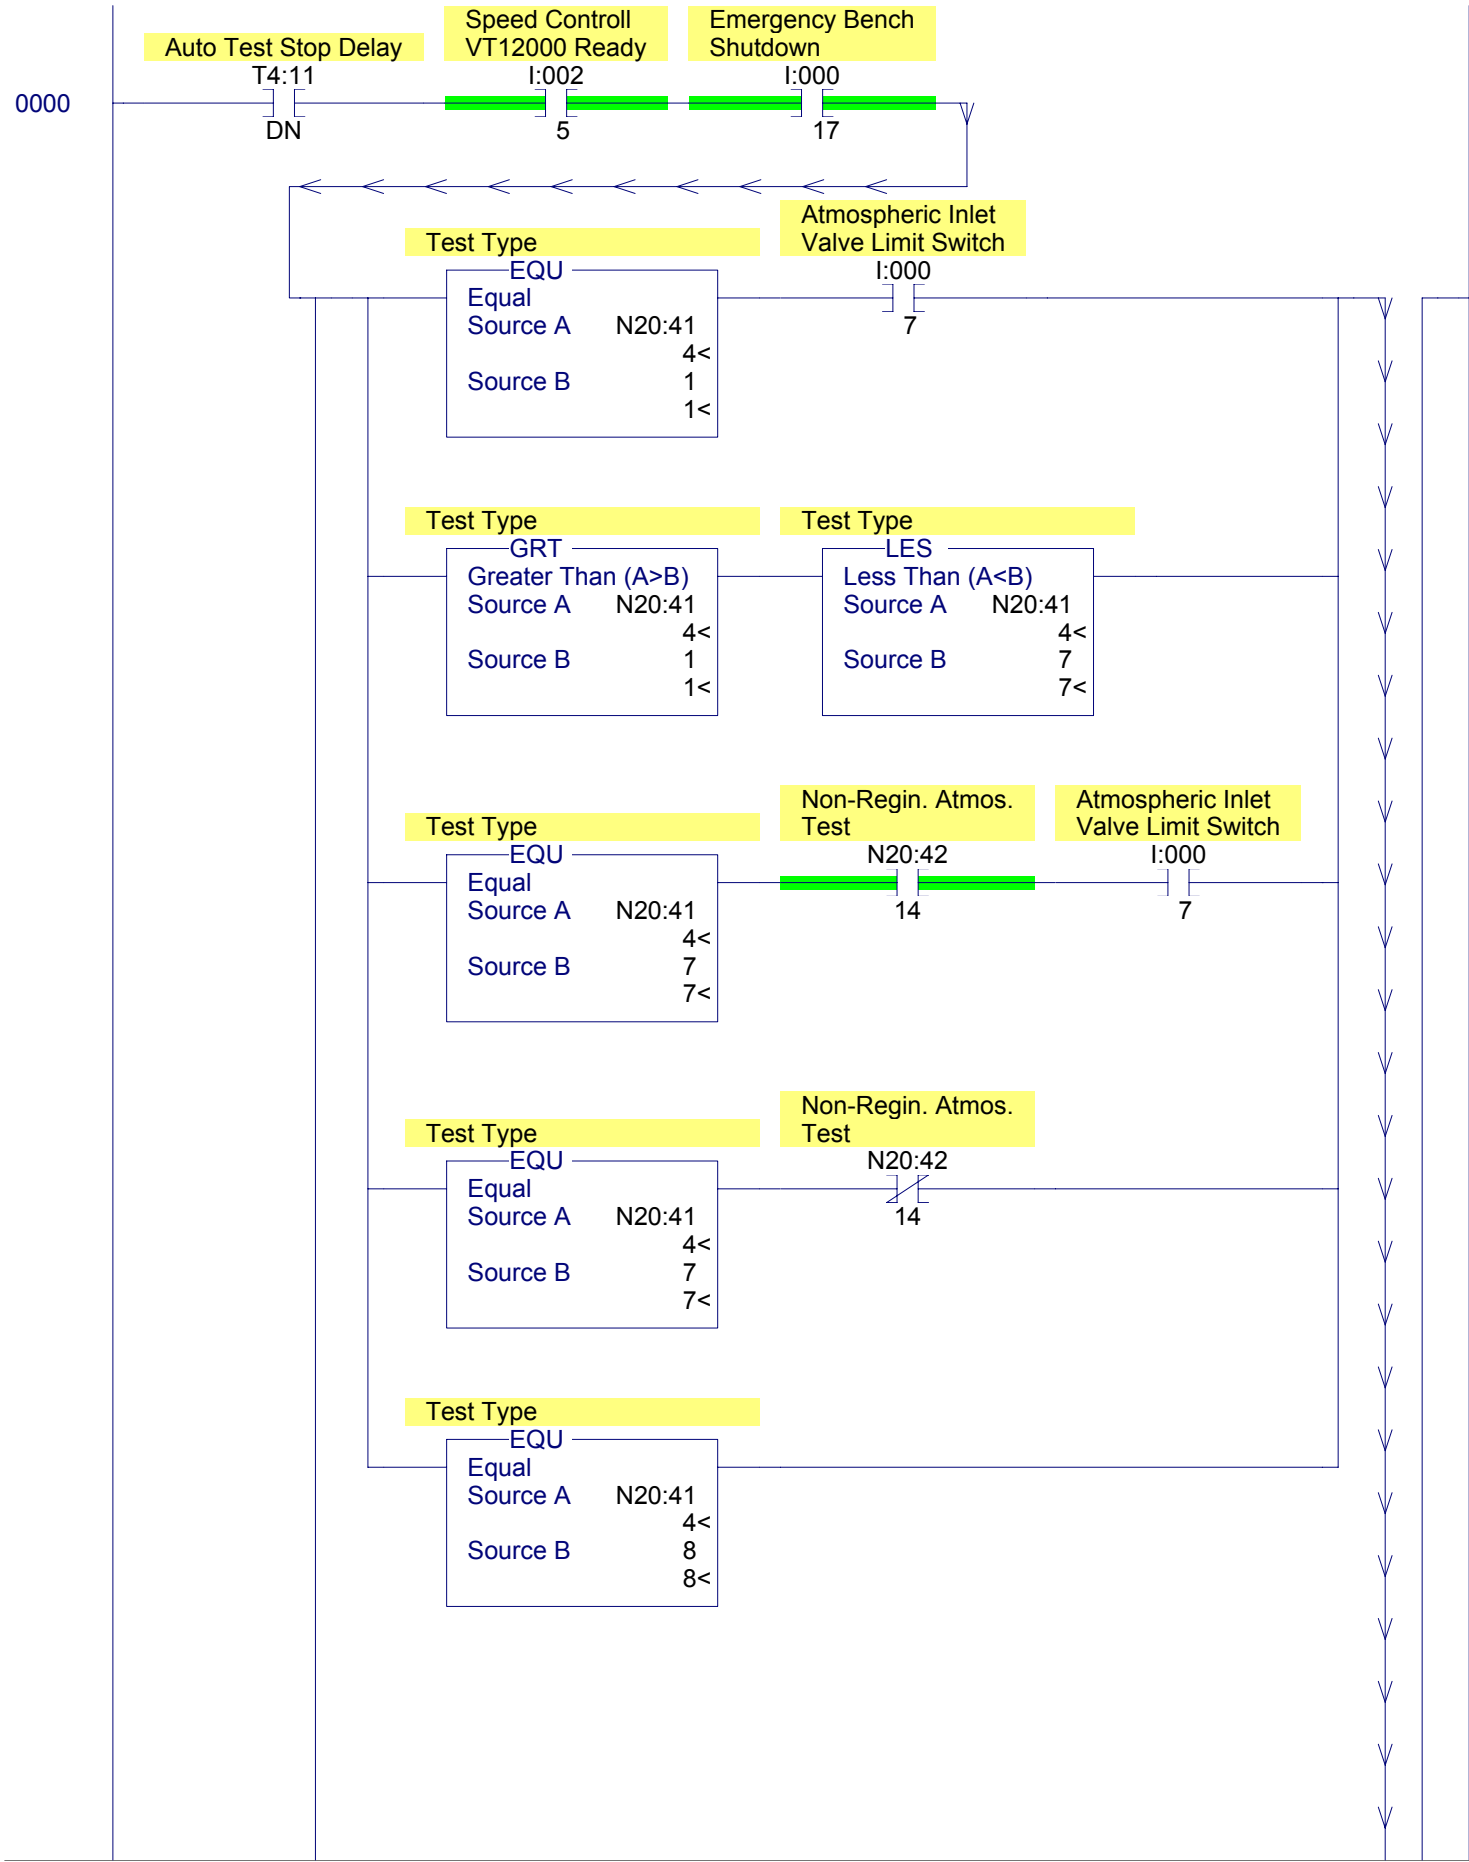 Auto Test Stop Delay
T4:11
DN
Speed Controll
VT12000 Ready
I:002
5
Emergency Bench
Shutdown
I:000
17
0000
Test Type
EQU
Equal
Source A N20:41
4<
Source B 1
1<
Atmospheric Inlet
Valve Limit Switch
I:000
7
Test Type
GRT
Greater Than (A>B)
Source A N20:41
4<
Source B 1
1<
Test Type
LES
Less Than (A<B)
Source A N20:41
4<
Source B 7
7<
Test Type
EQU
Equal
Source A N20:41
4<
Source B 7
7<
Non-Regin. Atmos.
Test
N20:42
14
Atmospheric Inlet
Valve Limit Switch
I:000
7
Test Type
EQU
Equal
Source A N20:41
4<
Source B 7
7<
Non-Regin. Atmos.
Test
N20:42
14
Test Type
EQU
Equal
Source A N20:41
4<
Source B 8
8<